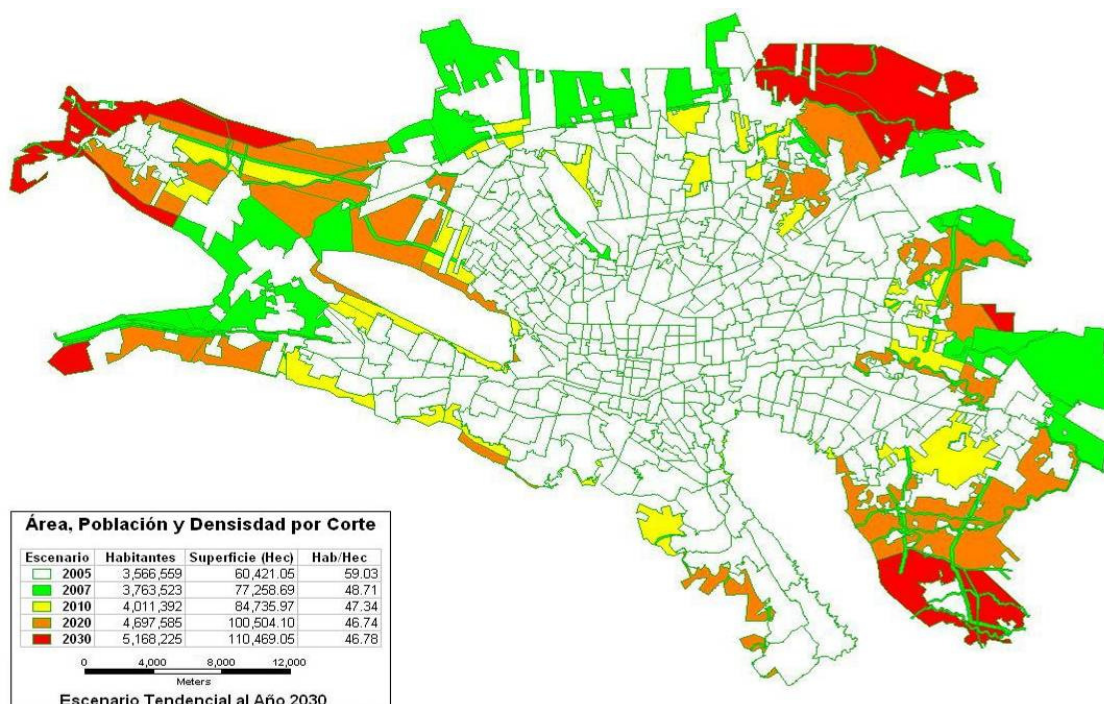 Área, Población y Densisdad por Corte
Escenario Habitantes Superficie (Hec) Hab/Hec
2005 3,566,559 60,421.05 59.03
2007 3,763,523 77,258.69 48.71
2010 4,011,392 84,735.97 47.34
2020 4,697,585 100,504.10 46.74
2030 5,168,225 110,469.05 46.78
0 4,000 8,000 12,000
Meters
Escenario Tendencial al Año 2030